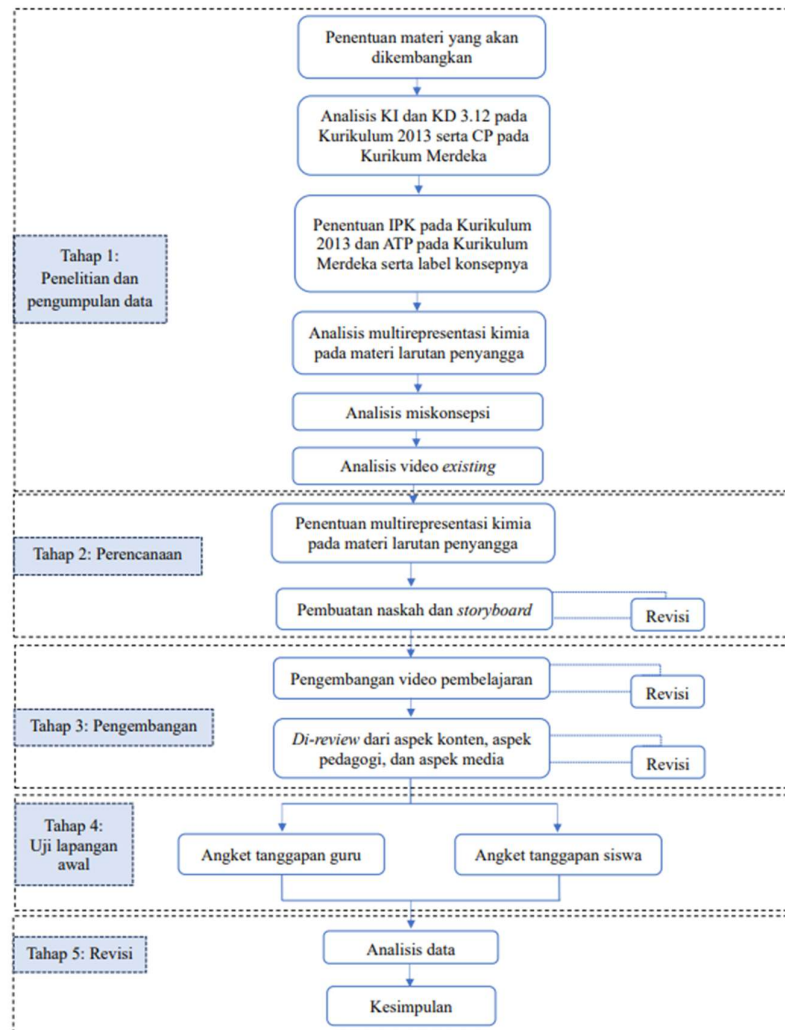 Penentuan materi yang akan
dikembangkan
Analisis KI dan KD 3.12 pada
Kurikulum 2013 serta CP pada
Kurikum Merdeka
Penentuan IPK pada Kurikulum
2013 dan ATP pada Kurikulum
Merdeka serta label konsepnya
Tahap 1:
Penelitian dan
pengumpulan data
Analisis multirepresentasi kimia
pada materi larutan penyangga
Analisis miskonsepsi
Analisis video existing
Tahap 2: Perencanaan
Penentuan multirepresentasi kimia
pada materi larutan penyangga
Pembuatan naskah dan storyboard
Revisi
Tahap 3: Pengembangan
Pengembangan video pembelajaran
Revisi
Di-review dari aspek konten, aspek
pedagogi, dan aspek media
Revisi
Tahap 4:
Uji lapangan
awal
Angket tanggapan guru
Angket tanggapan siswa
Tahap 5: Revisi
Analisis data
Kesimpulan